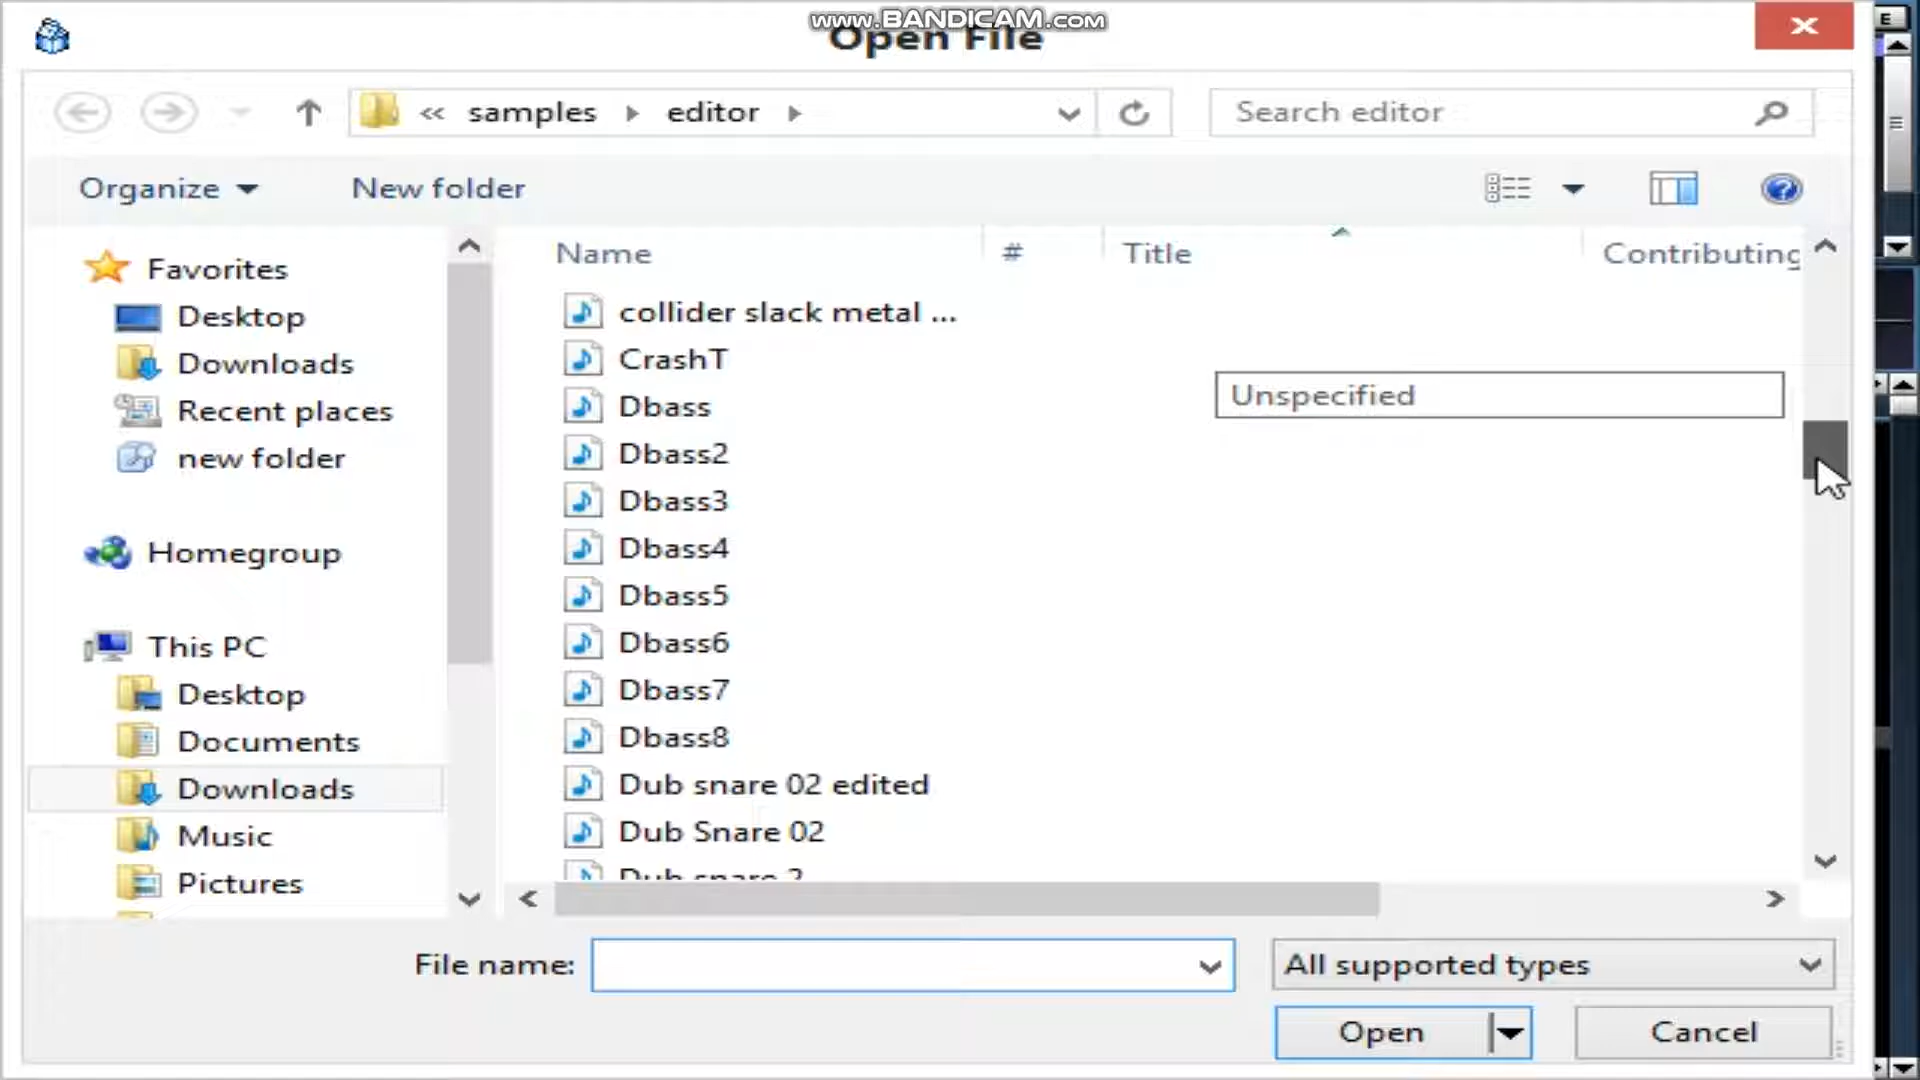 www.BANDICAM.com
Open File
E
« samples editor
Search editor
Organize
New folder
Name
#
Title
Contributing
Favorites
Desktop
Downloads
Recent places
new folder
Homegroup
This PC
Desktop
Documents
Downloads
Music
Pictures
collider slack metal ...
CrashT
Dbass
Dbass2
Dbass3
Dbass4
Dbass5
Dbass6
Dbass7
Dbass8
Dub snare 02 edited
Dub Snare 02
Dub snare 2
Unspecified
File name:
All supported types
Open
Cancel